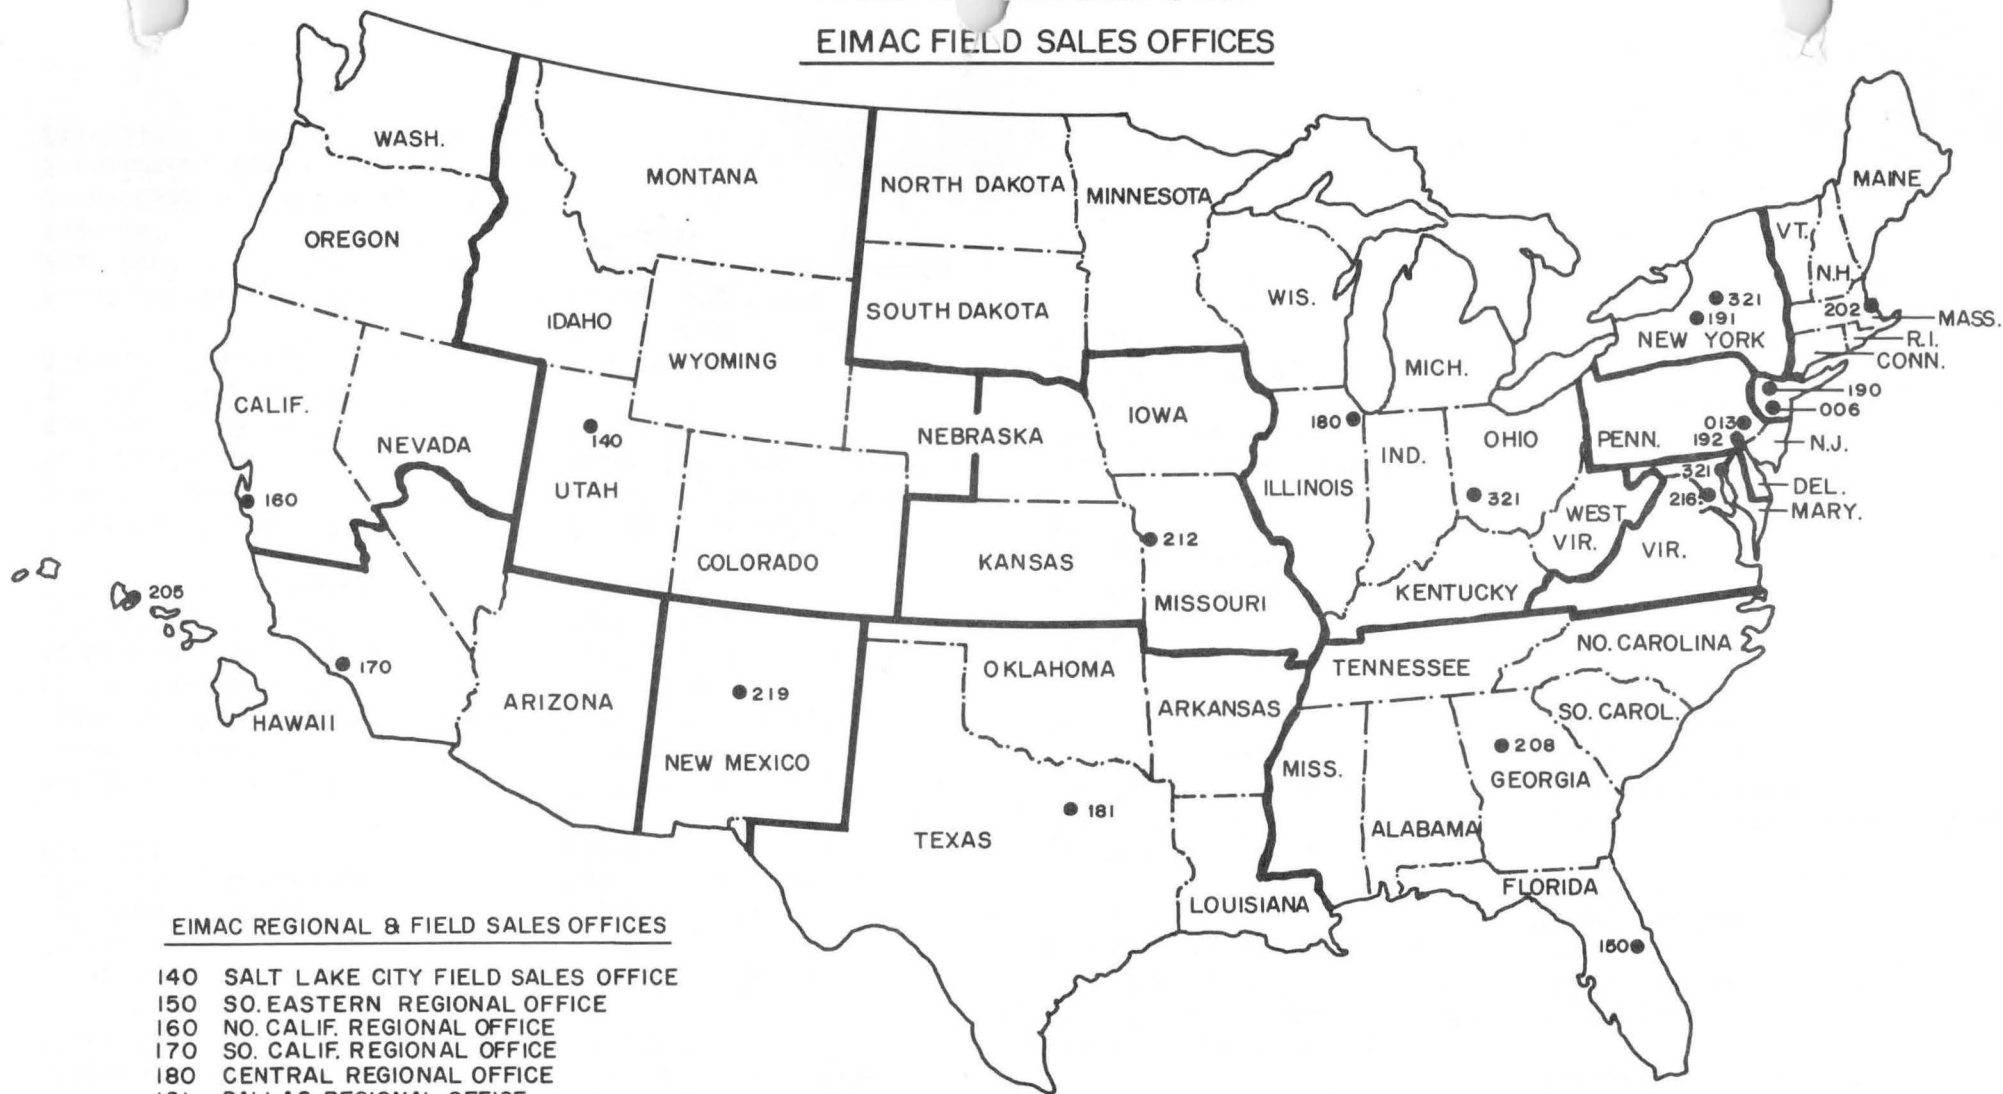 EIMAC FIELD SALES OFFICES
WASH.
MONTANA
NORTH DAKOTA
MINNESOTA
MAINE
OREGON
VT.
N.H.
IDAHO
SOUTH DAKOTA
WIS.
321
191
NEW YORK
202
MASS.
R.I.
CONN.
WYOMING
MICH.
CALIF.
NEVADA
140
UTAH
NEBRASKA
IOWA
180
IND.
OHIO
PENN.
190
006
013
192
N.J.
160
ILLINOIS
321
321
216
DEL.
MARY.
WEST
VIR.
VIR.
COLORADO
KANSAS
212
MISSOURI
KENTUCKY
205
HAWAII
170
ARIZONA
219
NEW MEXICO
OKLAHOMA
ARKANSAS
TENNESSEE
NO. CAROLINA
SO. CAROL.
208
GEORGIA
MISS.
ALABAMA
TEXAS
181
LOUISIANA
FLORIDA
150
EIMAC REGIONAL & FIELD SALES OFFICES
140 SALT LAKE CITY FIELD SALES OFFICE
150 SO. EASTERN REGIONAL OFFICE
160 NO. CALIF. REGIONAL OFFICE
170 SO. CALIF. REGIONAL OFFICE
180 CENTRAL REGIONAL OFFICE